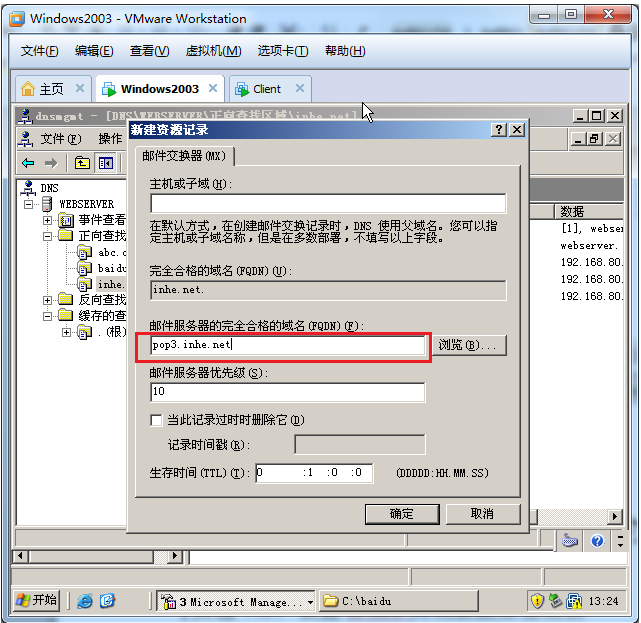 Windows2003 - VMware Workstation
文件(F) 编辑(E) 查看(V) 虚拟机(M) 选项卡(T) 帮助(H)
主页 Windows2003 Client
dnsmgmt - [DNS\WEBSERVER\正向查找区域\inhe.net]
文件(F) 操作
新建资源记录
邮件交换器(MX)
主机或子域(H):
在默认方式，在创建邮件交换记录时，DNS 使用父域名。您可以指
定主机或子域名称，但是在多数部署，不填写以上字段。
完全合格的域名(FQDN)(U):
inhe.net.
邮件服务器的完全合格的域名(FQDN)(F):
pop3.inhe.net
浏览(B)...
邮件服务器优先级(S):
10
当此记录过时时删除它(D)
记录时间戳(R):
生存时间(TTL)(T): 0 :1 :0 :0 (DDDDD:HH.MM.SS)
确定 取消
DNS
WEBSERVER
事件查看
正向查找
abc.c
baidu
inhe.
反向查找
缓存的查
.(根)
数据
[1], webser
webserver.
192.168.80.
192.168.80.
192.168.80.
开始 3 Microsoft Manage... C:\baidu 13:24